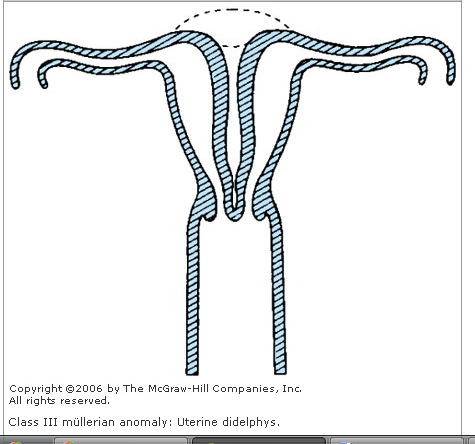 Copyright ©2006 by The McGraw-Hill Companies, Inc.
All rights reserved.
Class III müllerian anomaly: Uterine didelphys.